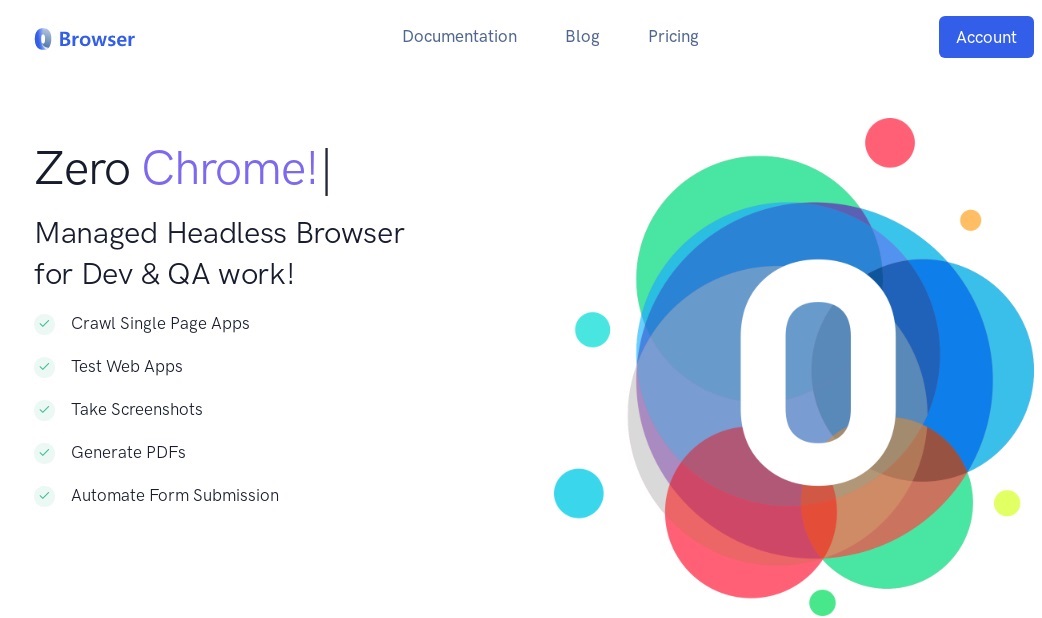 0 Browser
Documentation
Blog
Pricing
Account
Zero Chrome!
Managed Headless Browser
for Dev & QA work!
Crawl Single Page Apps
Test Web Apps
Take Screenshots
Generate PDFs
Automate Form Submission
0